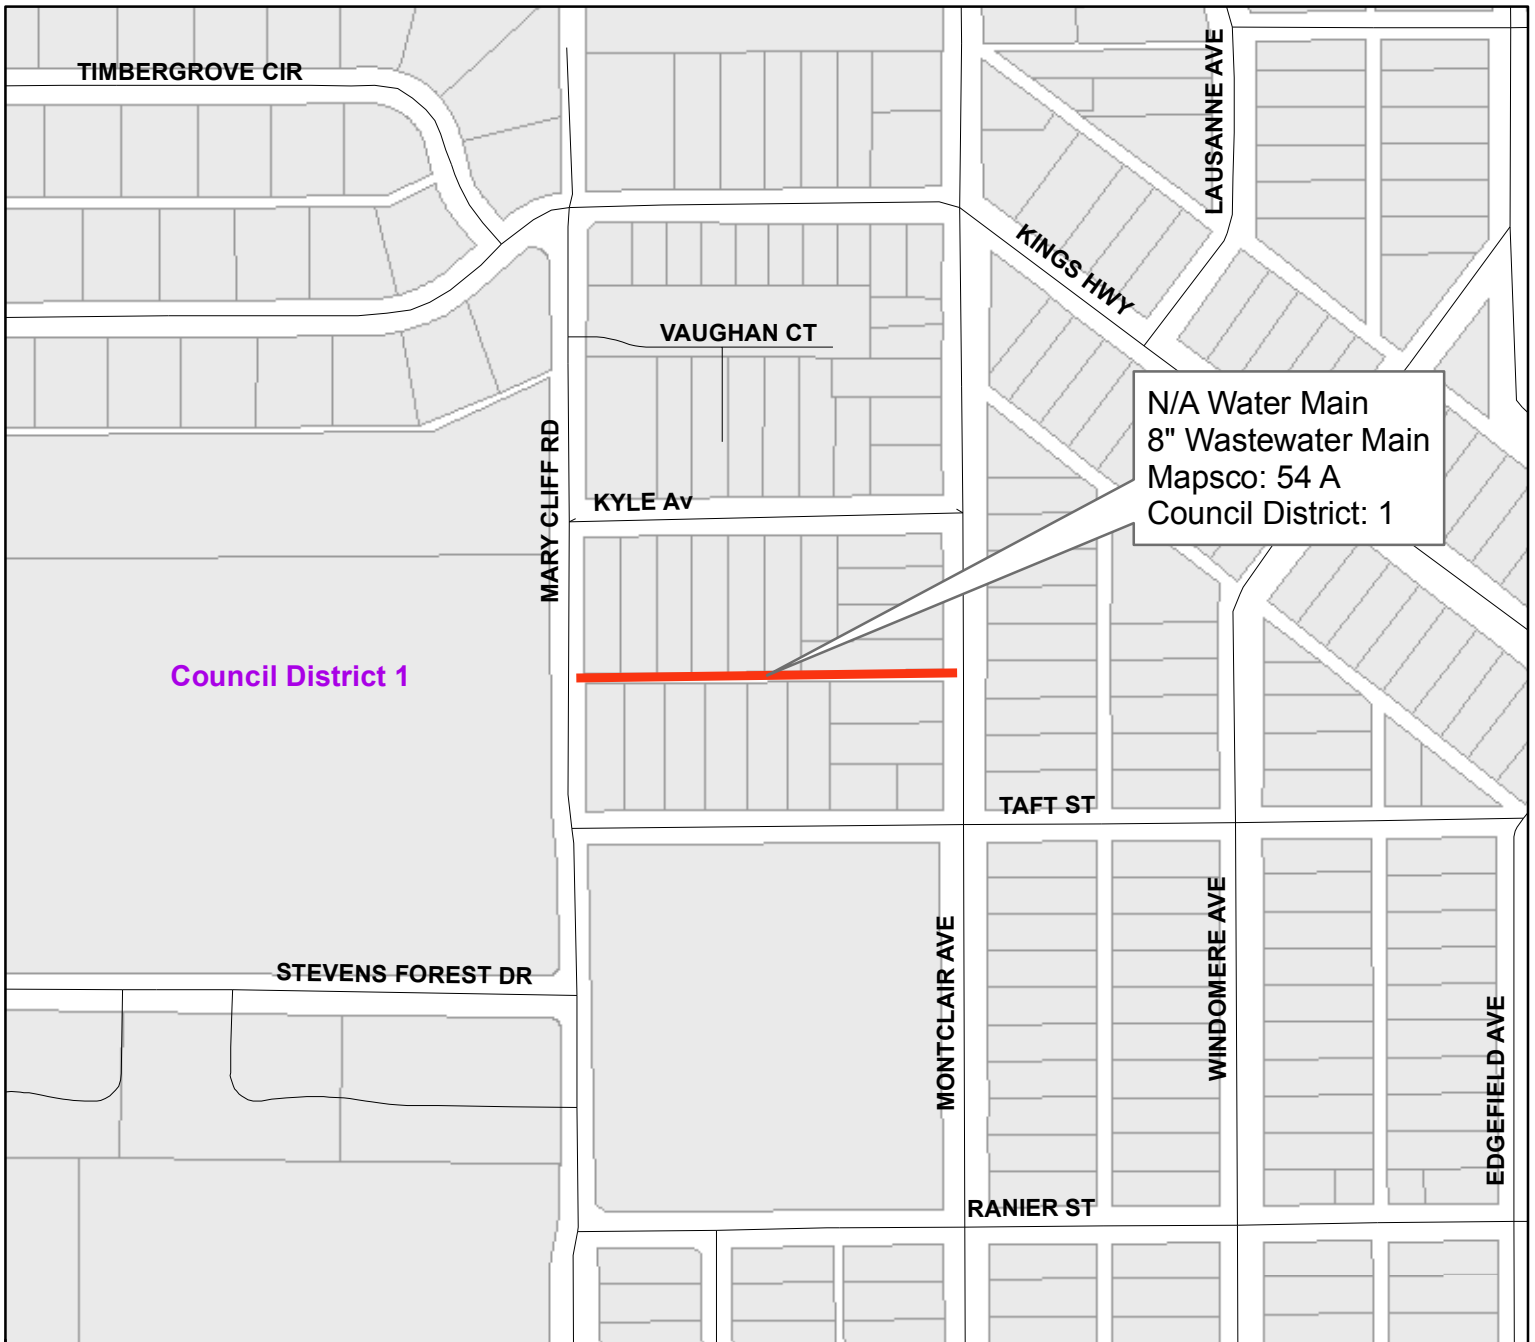 TIMBERGROVE CIR
LAUSANNE AVE
KINGS HWY
VAUGHAN CT
N/A Water Main
8" Wastewater Main
Mapsco: 54 A
Council District: 1
MARY CLIFF RD
KYLE Av
Council District 1
TAFT ST
STEVENS FOREST DR
MONTCLAIR AVE
WINDOMERE AVE
EDGEFIELD AVE
RANIER ST